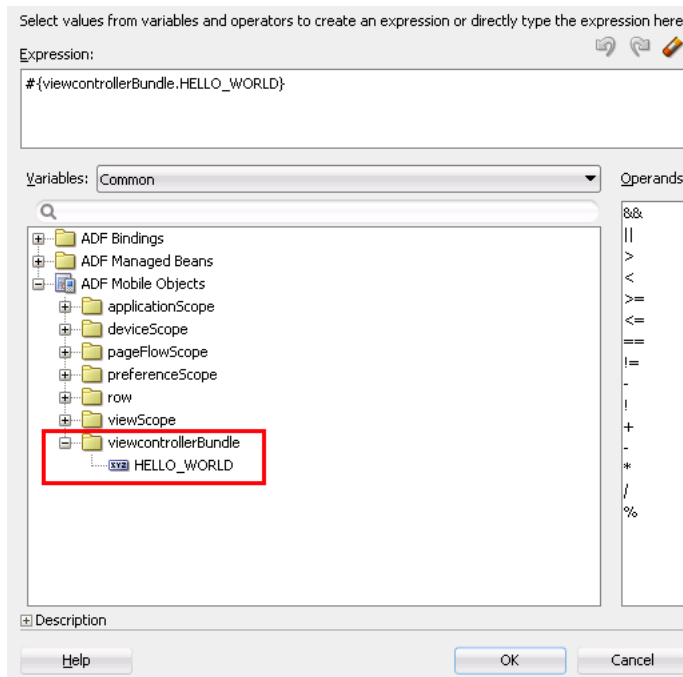 Select values from variables and operators to create an expression or directly type the expression here
Expression:
#{viewcontrollerBundle.HELLO_WORLD}
Variables: Common
Operands
ADF Bindings
ADF Managed Beans
ADF Mobile Objects
applicationScope
deviceScope
pageFlowScope
preferenceScope
row
viewScope
viewcontrollerBundle
XYZ HELLO_WORLD
&&
||
>
<
>=
<=
==
!=
-
!
+
-
*
/
%
Description
Help
OK
Cancel